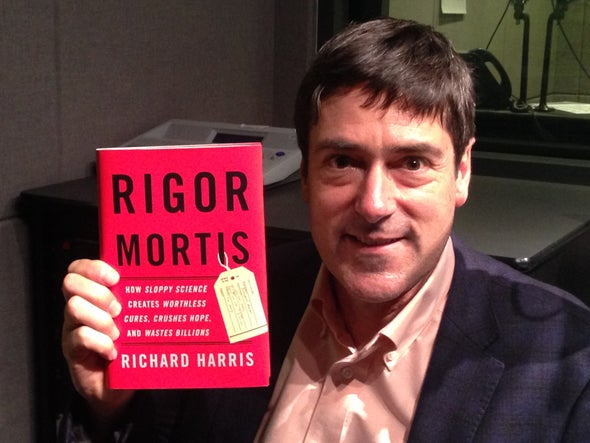 RIGOR
MORTIS
HOW SLOPPY SCIENCE
CREATES WORTHLESS
CURES, CRUSHES HOPE,
AND WASTES BILLIONS
RICHARD HARRIS